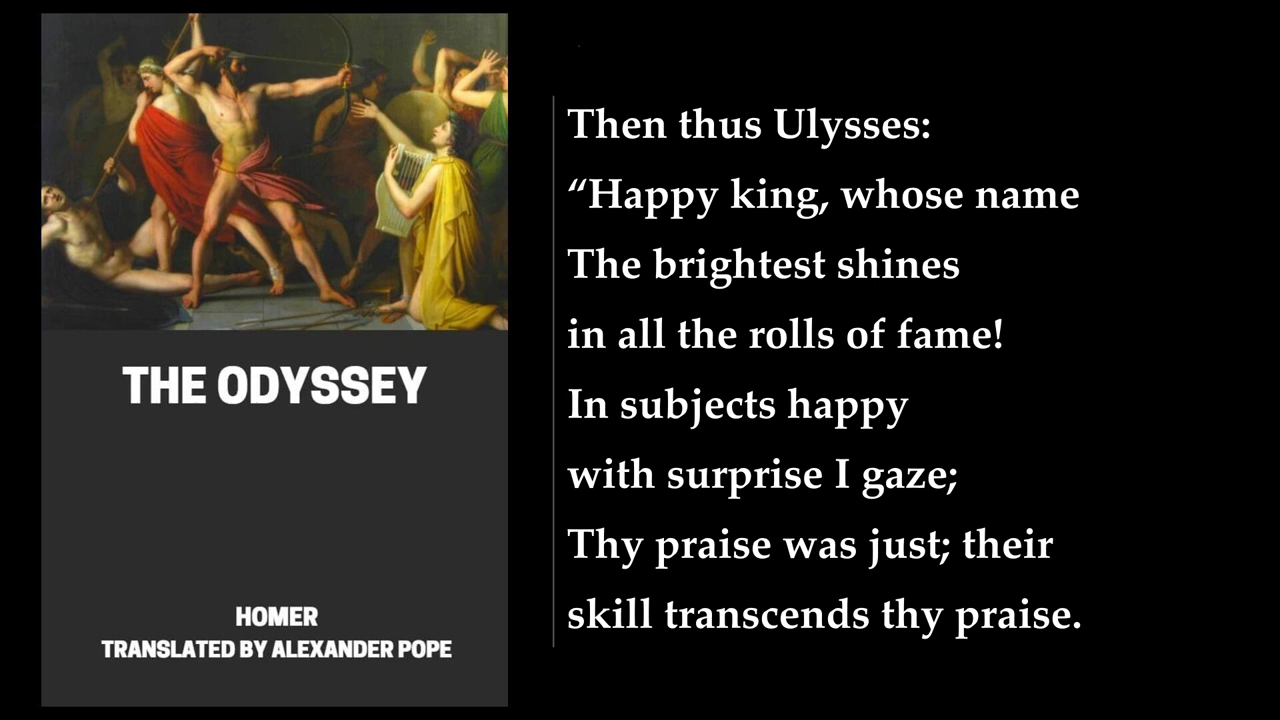 THE ODYSSEY
HOMER
TRANSLATED BY ALEXANDER POPE
Then thus Ulysses:
“Happy king, whose name
The brightest shines
in all the rolls of fame!
In subjects happy
with surprise I gaze;
Thy praise was just; their
skill transcends thy praise.